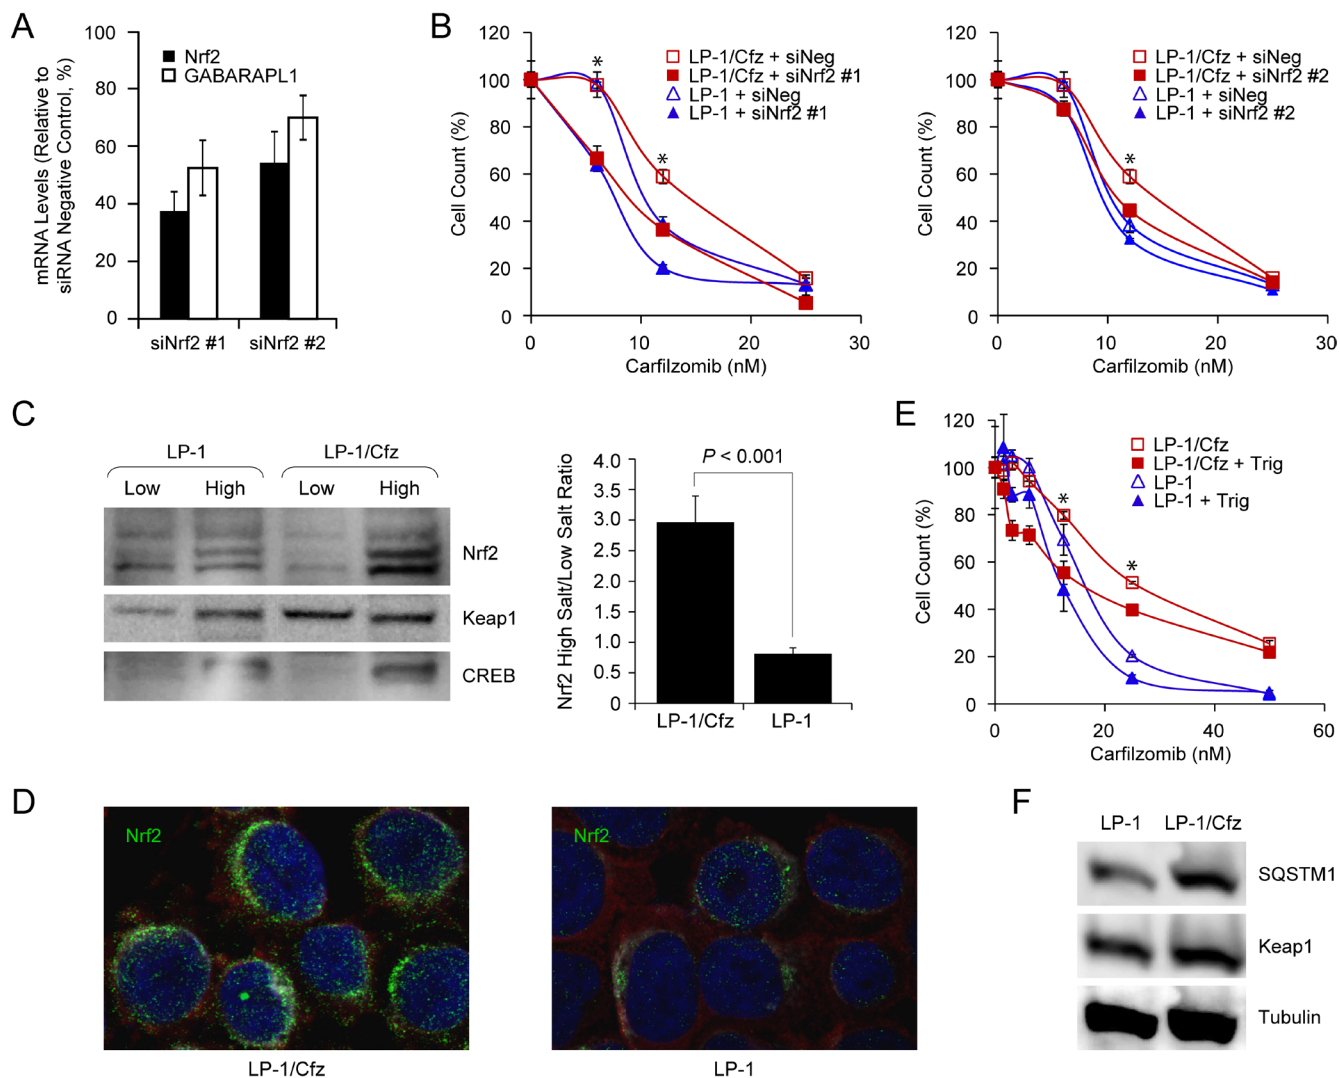 A
mRNA Levels (Relative to
siRNA Negative Control, %)
100
80
60
40
20
0
Nrf2
GABARAPL1
siNrf2 #1
siNrf2 #2
B
Cell Count (%)
120
100
80
60
40
20
0
*
*
LP-1/Cfz + siNeg
LP-1/Cfz + siNrf2 #1
LP-1 + siNeg
LP-1 + siNrf2 #1
0 10 20 30
Carfilzomib (nM)
Cell Count (%)
120
100
80
60
40
20
0
*
LP-1/Cfz + siNeg
LP-1/Cfz + siNrf2 #2
LP-1 + siNeg
LP-1 + siNrf2 #2
0 10 20 30
Carfilzomib (nM)
C
LP-1 LP-1/Cfz
Low High Low High
Nrf2
Keap1
CREB
Nrf2 High Salt/Low Salt Ratio
4.0
3.5
3.0
2.5
2.0
1.5
1.0
0.5
0
P < 0.001
LP-1/Cfz LP-1
E
Cell Count (%)
120
100
80
60
40
20
0
*
*
LP-1/Cfz
LP-1/Cfz + Trig
LP-1
LP-1 + Trig
0 20 40 60
Carfilzomib (nM)
D
Nrf2
LP-1/Cfz
Nrf2
LP-1
F
LP-1 LP-1/Cfz
SQSTM1
Keap1
Tubulin